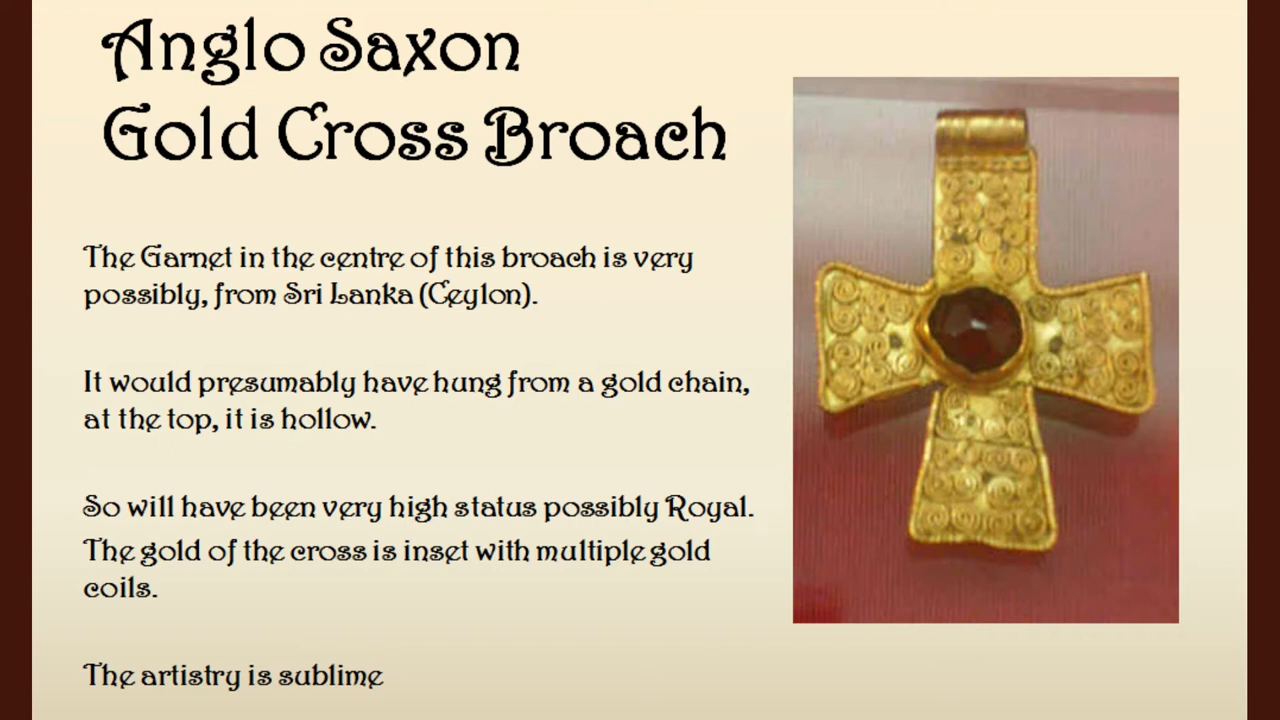 Anglo Saxon
Gold Cross Broach
The Garnet in the centre of this broach is very
possibly, from Sri Lanka (Ceylon).
It would presumably have hung from a gold chain,
at the top, it is hollow.
So will have been very high status possibly Royal.
The gold of the cross is inset with multiple gold
coils.
The artistry is sublime